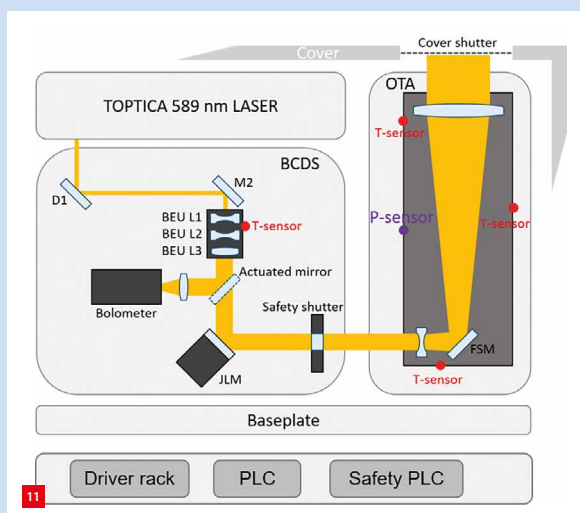 Cover
Cover shutter
TOPTICA 589 nm LASER
OTA
T-sensor
BCDS
M2
D1
BEU L1
BEU L2
BEU L3
T-sensor
P-sensor
T-sensor
Actuated mirror
Bolometer
Safety shutter
JLM
FSM
T-sensor
Baseplate
Driver rack
PLC
Safety PLC
11